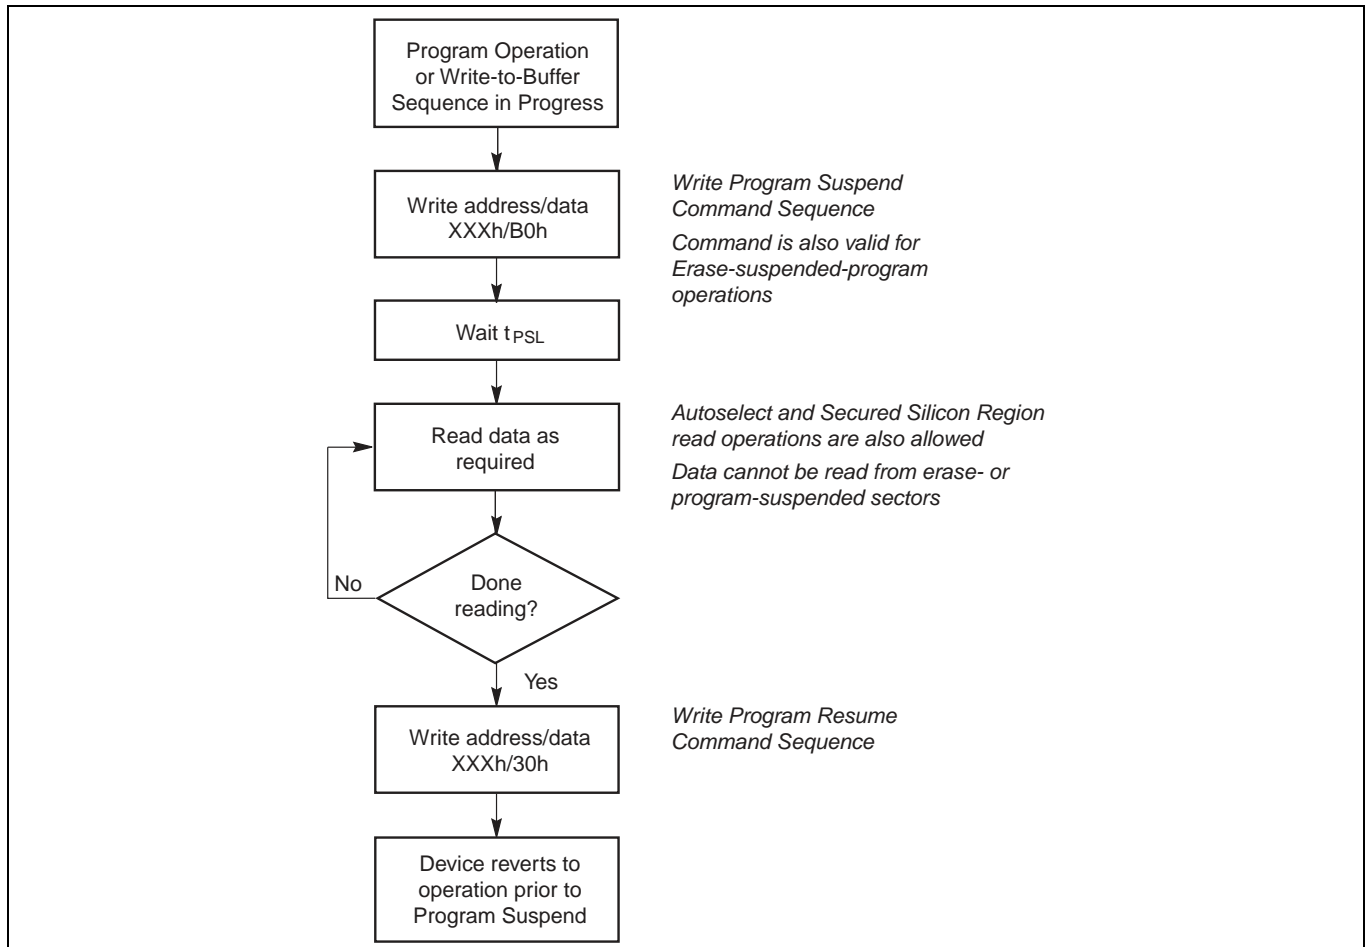 Program Operation
or Write-to-Buffer
Sequence in Progress
Write address/data
XXXh/B0h
Write Program Suspend
Command Sequence
Command is also valid for
Erase-suspended-program
operations
Wait tPSL
Read data as
required
Autoselect and Secured Silicon Region
read operations are also allowed
Data cannot be read from erase- or
program-suspended sectors
No
Done
reading?
Yes
Write address/data
XXXh/30h
Write Program Resume
Command Sequence
Device reverts to
operation prior to
Program Suspend